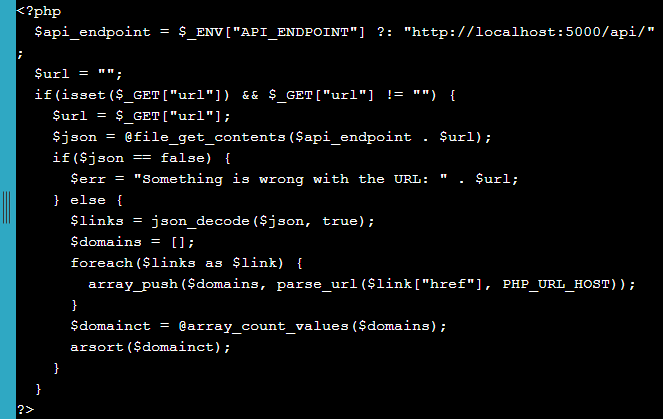 <?php
  $api_endpoint = $_ENV["API_ENDPOINT"] ?: "http://localhost:5000/api/"
;
  $url = "";
  if(isset($_GET["url"]) && $_GET["url"] != "") {
    $url = $_GET["url"];
    $json = @file_get_contents($api_endpoint . $url);
    if($json == false) {
      $err = "Something is wrong with the URL: " . $url;
    } else {
      $links = json_decode($json, true);
      $domains = [];
      foreach($links as $link) {
        array_push($domains, parse_url($link["href"], PHP_URL_HOST));
      }
      $domainct = @array_count_values($domains);
      arsort($domainct);
    }
  }
?>